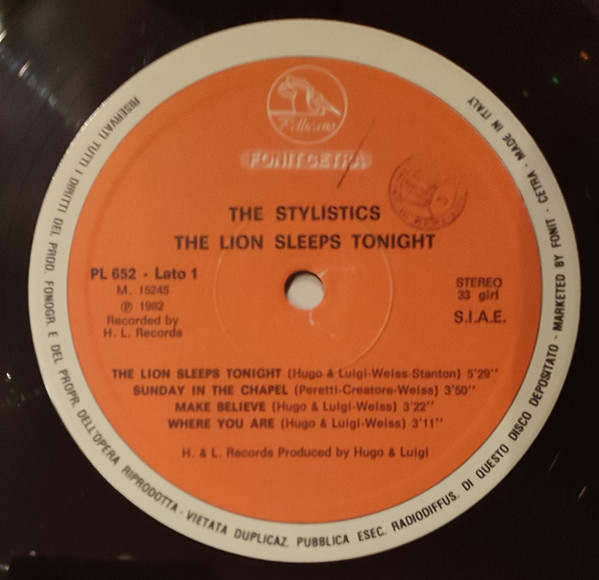 Pellicano
FONIT CETRA
THE STYLISTICS
THE LION SLEEPS TONIGHT
PL 652 - Lato 1
M. 15245
℗ 1982
Recorded by
H. L. Records
STEREO
33 giri
S.I.A.E.
THE LION SLEEPS TONIGHT (Hugo & Luigi-Weiss-Stanton) 5'29''
SUNDAY IN THE CHAPEL (Peretti-Creatore-Weiss) 3'50''
MAKE BELIEVE (Hugo & Luigi-Weiss) 3'22''
WHERE YOU ARE (Hugo & Luigi-Weiss) 3'11''
H. & L. Records Produced by Hugo & Luigi
RISERVATI TUTTI I DIRITTI DEL PROD. FONOGR. E DEL PROPR. DELL'OPERA RIPRODOTTA - VIETATA DUPLICAZ. PUBBLICA ESEC. RADIODIFFUS. DI QUESTO DISCO DEPOSITATO - MARKETED BY FONIT - CETRA - MADE IN ITALY